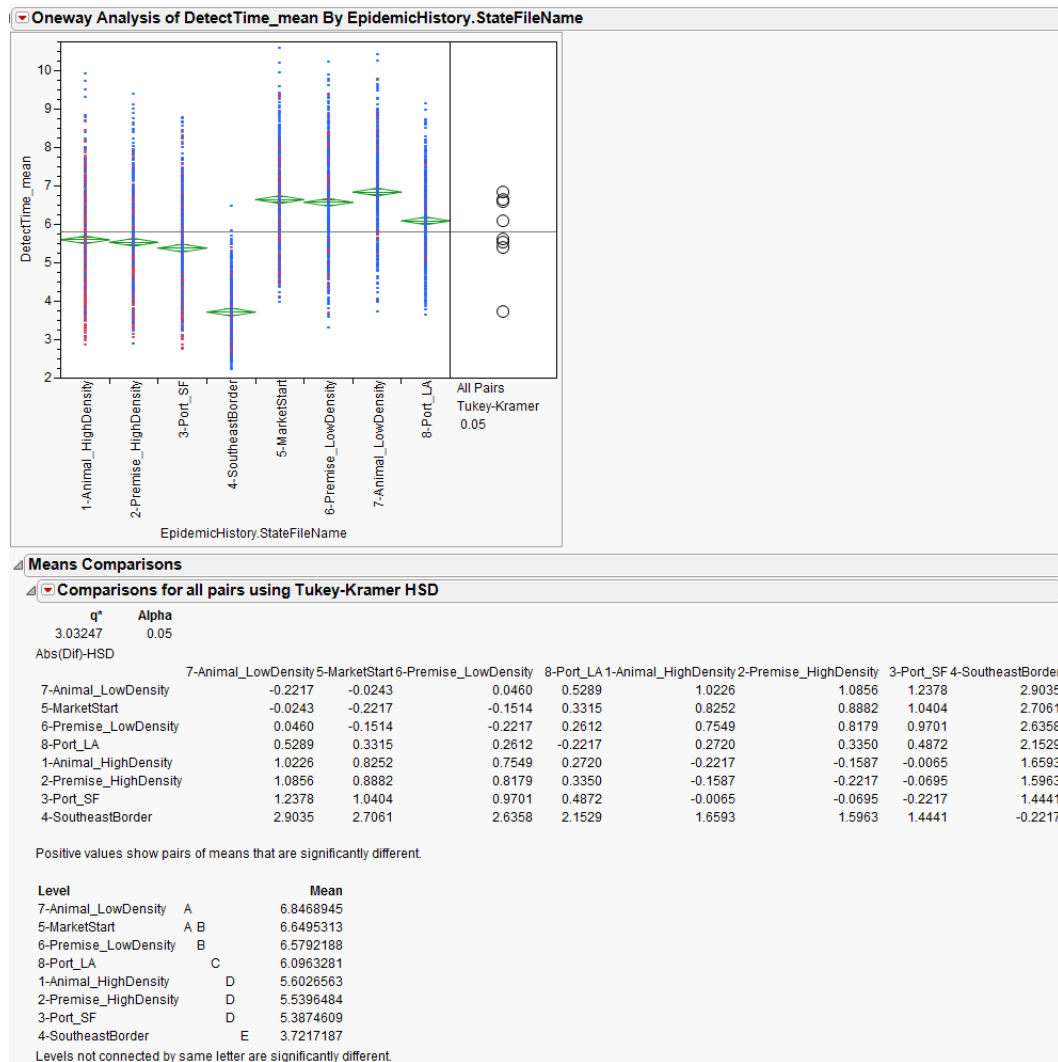 Oneway Analysis of DetectTime_mean By EpidemicHistory.StateFileName
DetectTime_mean
10
9
8
7
6
5
4
3
2
1-Animal_HighDensity
2-Premise_HighDensity
3-Port_SF
4-SoutheastBorder
5-MarketStart
6-Premise_LowDensity
7-Animal_LowDensity
8-Port_LA
All Pairs
Tukey-Kramer
0.05
EpidemicHistory.StateFileName
Means Comparisons
Comparisons for all pairs using Tukey-Kramer HSD
q* Alpha
3.03247 0.05
Abs(Dif)-HSD
7-Animal_LowDensity 5-MarketStart 6-Premise_LowDensity 8-Port_LA 1-Animal_HighDensity 2-Premise_HighDensity 3-Port_SF 4-SoutheastBorder
7-Animal_LowDensity -0.2217 -0.0243 0.0460 0.5289 1.0226 1.0856 1.2378 2.9035
5-MarketStart -0.0243 -0.2217 -0.1514 0.3315 0.8252 0.8882 1.0404 2.7061
6-Premise_LowDensity 0.0460 -0.1514 -0.2217 0.2612 0.7549 0.8179 0.9701 2.6358
8-Port_LA 0.5289 0.3315 0.2612 -0.2217 0.2720 0.3350 0.4872 2.1529
1-Animal_HighDensity 1.0226 0.8252 0.7549 0.2720 -0.2217 -0.1587 -0.0065 1.6593
2-Premise_HighDensity 1.0856 0.8882 0.8179 0.3350 -0.1587 -0.2217 -0.0695 1.5963
3-Port_SF 1.2378 1.0404 0.9701 0.4872 -0.0065 -0.0695 -0.2217 1.4441
4-SoutheastBorder 2.9035 2.7061 2.6358 2.1529 1.6593 1.5963 1.4441 -0.2217
Positive values show pairs of means that are significantly different.
Level Mean
7-Animal_LowDensity A 6.8468945
5-MarketStart A B 6.6495313
6-Premise_LowDensity B 6.5792188
8-Port_LA C 6.0963281
1-Animal_HighDensity D 5.6026563
2-Premise_HighDensity D 5.5396484
3-Port_SF D 5.3874609
4-SoutheastBorder E 3.7217187
Levels not connected by same letter are significantly different.